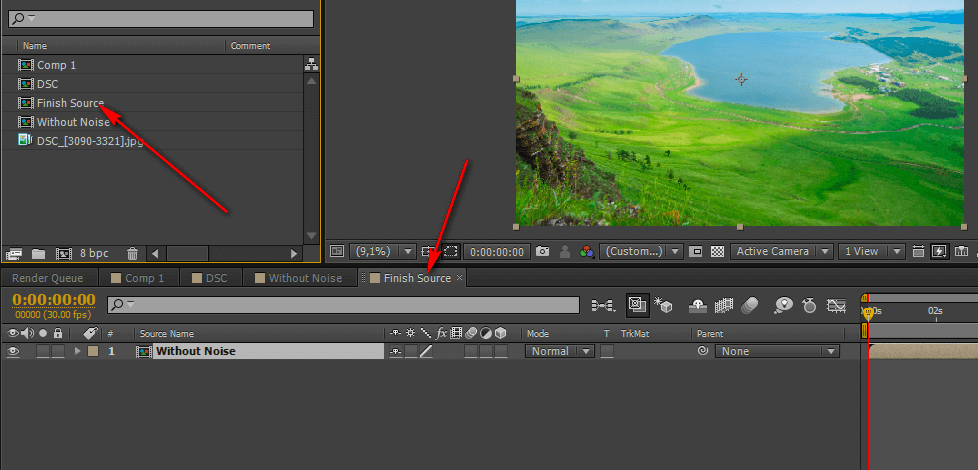 Name Comment
Comp 1
DSC
Finish Source
Without Noise
DSC_[3090-3321].jpg
8 bpc
(9,1%) 0:00:00:00 (Custom... Active Camera 1 View
Render Queue Comp 1 DSC Without Noise Finish Source ×
0:00:00:00
00000 (30.00 fps)
# Source Name fx Mode T TrkMat Parent
1 Without Noise Normal None
02s